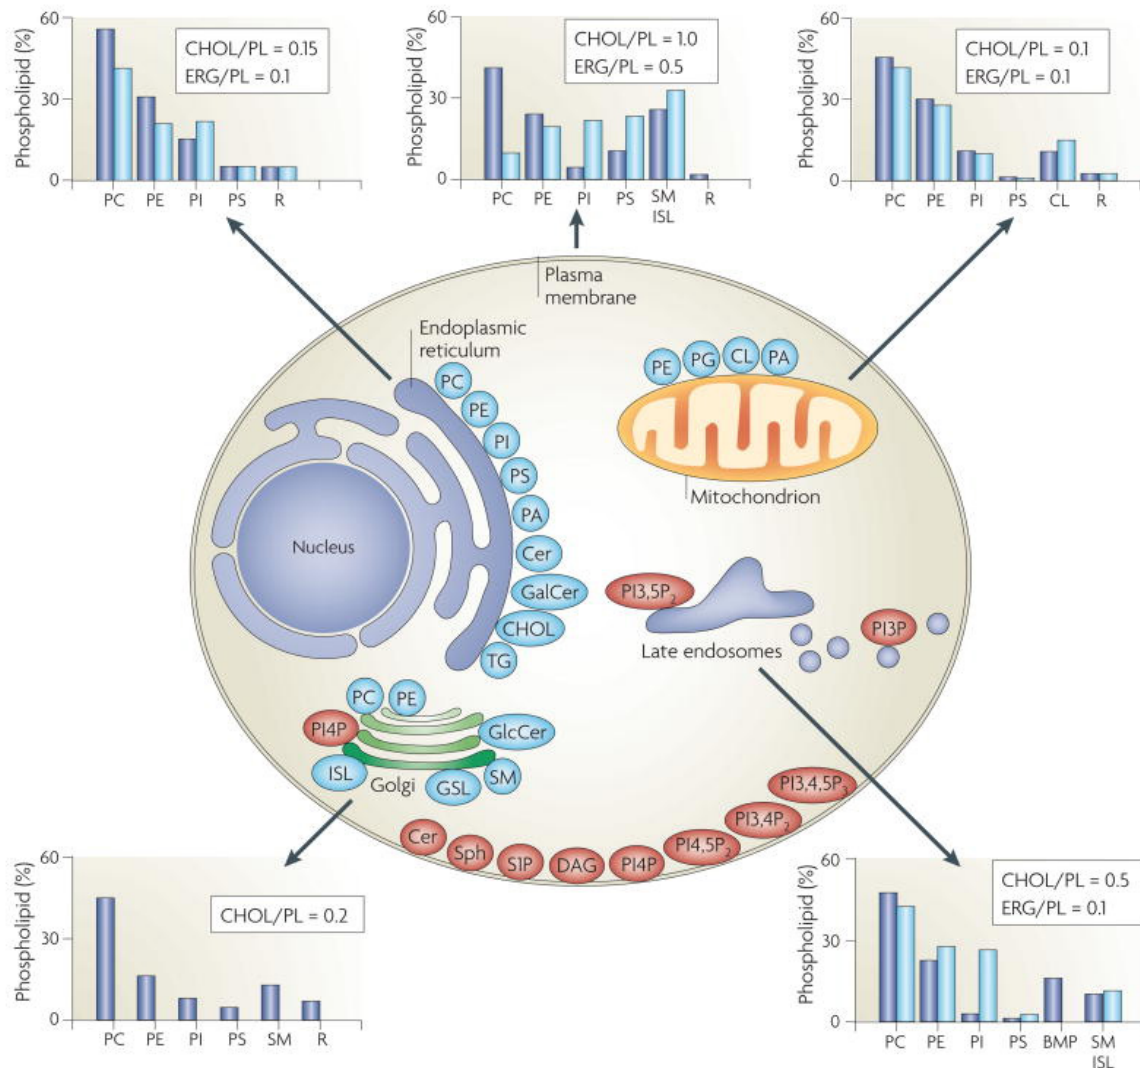 60
30
0
Phospholipid (%)
CHOL/PL = 0.15
ERG/PL = 0.1
PC PE PI PS R
60
30
0
Phospholipid (%)
CHOL/PL = 1.0
ERG/PL = 0.5
PC PE PI PS SM R
ISL
60
30
0
Phospholipid (%)
CHOL/PL = 0.1
ERG/PL = 0.1
PC PE PI PS CL R
Plasma
membrane
Endoplasmic
reticulum
PC
PE
PI
PS
PA
Cer
GalCer
CHOL
TG
Nucleus
PE PG CL PA
Mitochondrion
PI3,5P2
Late endosomes
PI3P
PC PE
PI4P
GlcCer
ISL
Golgi
GSL
SM
Cer
Sph
S1P
DAG
PI4P
PI4,5P2
PI3,4P2
PI3,4,5P3
60
30
0
Phospholipid (%)
CHOL/PL = 0.2
PC PE PI PS SM R
60
30
0
Phospholipid (%)
CHOL/PL = 0.5
ERG/PL = 0.1
PC PE PI PS BMP SM
ISL